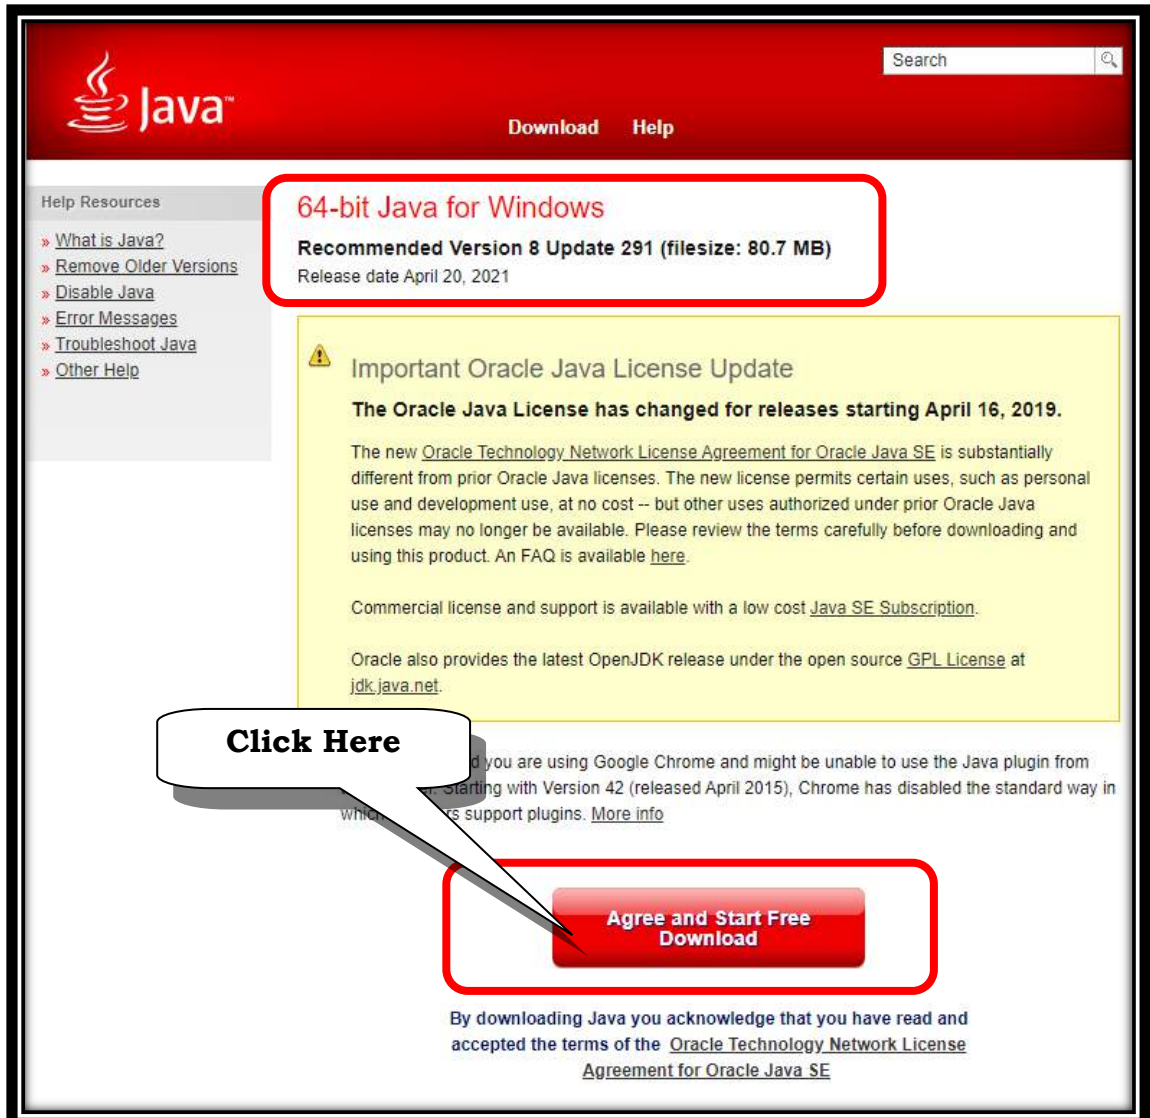 Java™
Search
Download Help
Help Resources
» What is Java?
» Remove Older Versions
» Disable Java
» Error Messages
» Troubleshoot Java
» Other Help
64-bit Java for Windows
Recommended Version 8 Update 291 (filesize: 80.7 MB)
Release date April 20, 2021
Important Oracle Java License Update
The Oracle Java License has changed for releases starting April 16, 2019.
The new Oracle Technology Network License Agreement for Oracle Java SE is substantially
different from prior Oracle Java licenses. The new license permits certain uses, such as personal
use and development use, at no cost -- but other uses authorized under prior Oracle Java
licenses may no longer be available. Please review the terms carefully before downloading and
using this product. An FAQ is available here.
Commercial license and support is available with a low cost Java SE Subscription.
Oracle also provides the latest OpenJDK release under the open source GPL License at
jdk.java.net.
Click Here
you are using Google Chrome and might be unable to use the Java plugin from
Starting with Version 42 (released April 2015), Chrome has disabled the standard way in
which support plugins. More info
Agree and Start Free
Download
By downloading Java you acknowledge that you have read and
accepted the terms of the Oracle Technology Network License
Agreement for Oracle Java SE